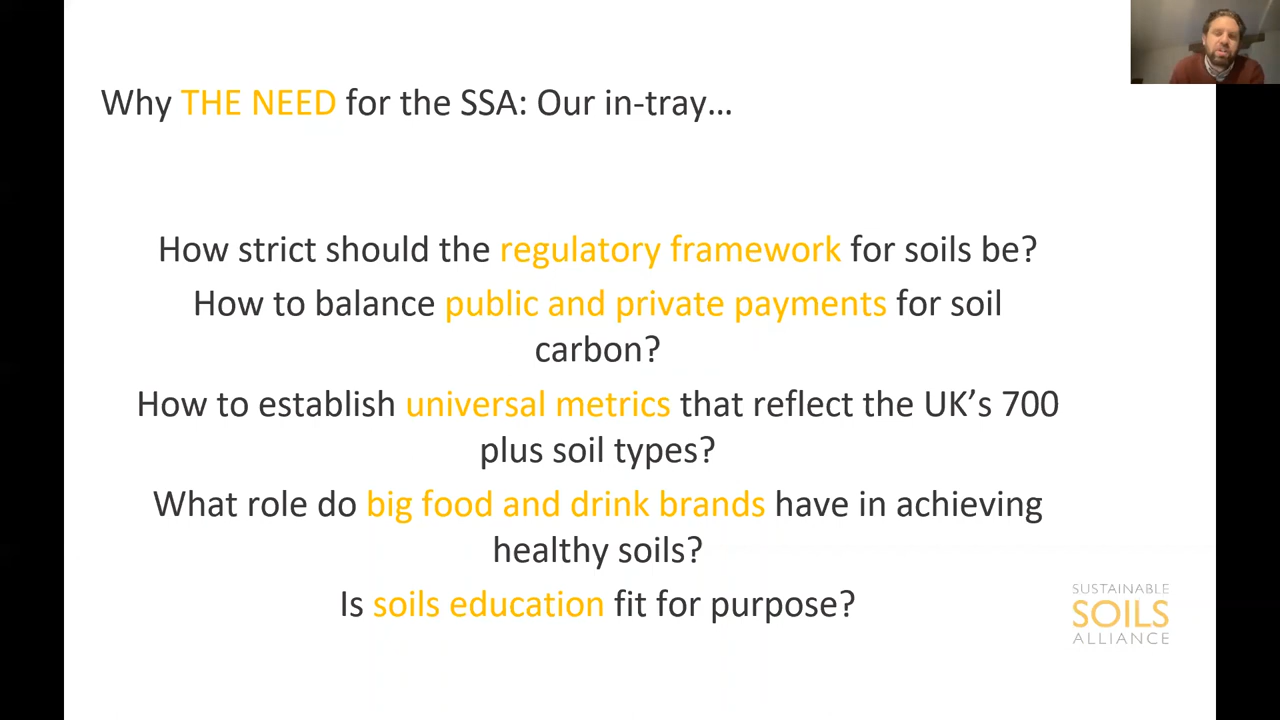 Why THE NEED for the SSA: Our in-tray…
How strict should the regulatory framework for soils be?
How to balance public and private payments for soil
carbon?
How to establish universal metrics that reflect the UK’s 700
plus soil types?
What role do big food and drink brands have in achieving
healthy soils?
Is soils education fit for purpose?
SUSTAINABLE
SOILS
ALLIANCE